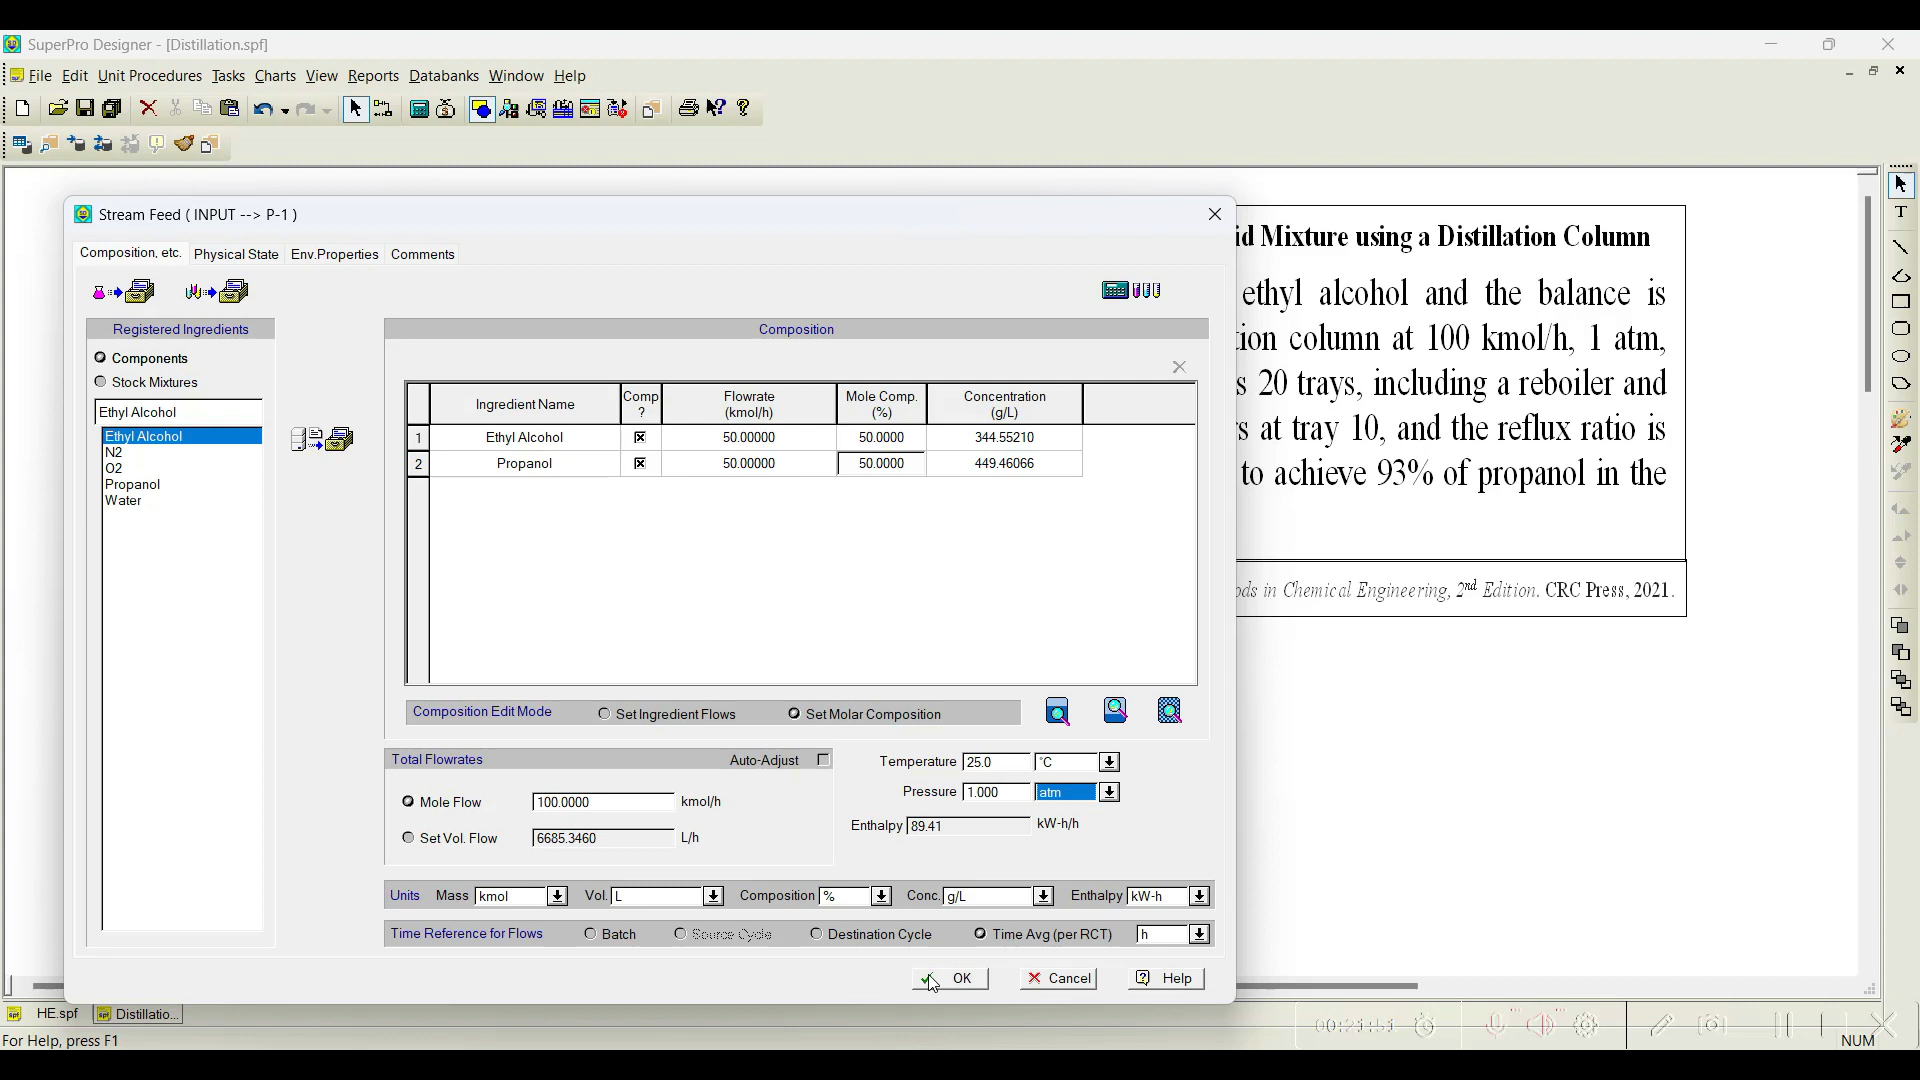 SuperPro Designer - [Distillation.spf]
File Edit Unit Procedures Tasks Charts View Reports Databanks Window Help
Stream Feed ( INPUT --> P-1 )
Composition, etc. Physical State Env.Properties Comments
Registered Ingredients
Components
Stock Mixtures
Ethyl Alcohol
Ethyl Alcohol
N2
O2
Propanol
Water
Composition
Ingredient Name Comp ? Flowrate (kmol/h) Mole Comp. (%) Concentration (g/L)
1 Ethyl Alcohol 50.00000 50.0000 344.55210
2 Propanol 50.00000 50.0000 449.46066
Composition Edit Mode Set Ingredient Flows Set Molar Composition
Total Flowrates Auto-Adjust
Mole Flow 100.0000 kmol/h
Set Vol. Flow 6685.3460 L/h
Temperature 25.0 °C
Pressure 1.000 atm
Enthalpy 89.41 kW-h/h
Units Mass kmol Vol. L Composition % Conc. g/L Enthalpy kW-h
Time Reference for Flows Batch Source Cycle Destination Cycle Time Avg (per RCT) h
OK Cancel Help
id Mixture using a Distillation Column
ethyl alcohol and the balance is
tion column at 100 kmol/h, 1 atm,
s 20 trays, including a reboiler and
s at tray 10, and the reflux ratio is
to achieve 93% of propanol in the
ods in Chemical Engineering, 2nd Edition. CRC Press, 2021.
HE.spf Distillatio...
00:21:51
For Help, press F1
NUM